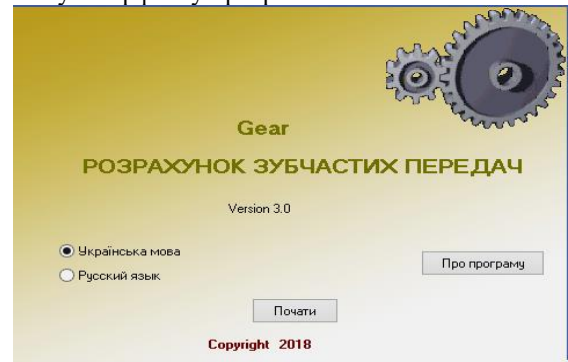 Gear
РОЗРАХУНОК ЗУБЧАСТИХ ПЕРЕДАЧ
Version 3.0
Українська мова
Русский язык
Про програму
Почати
Copyright 2018